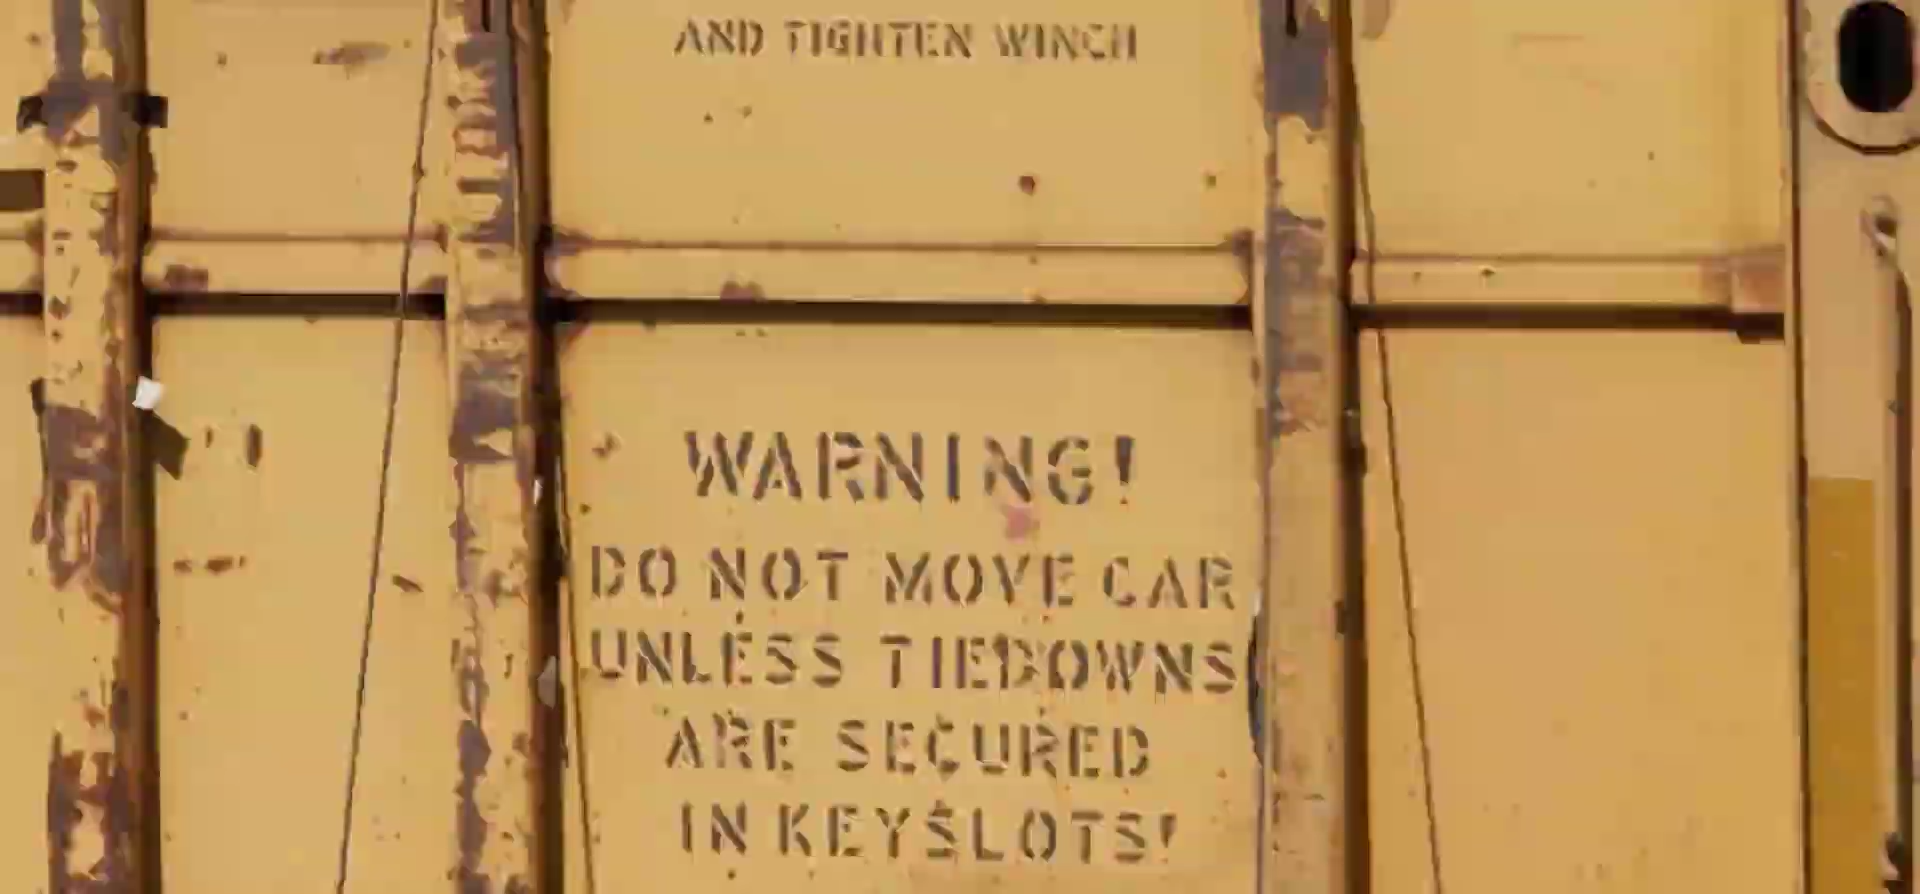 AND TIGHTEN WINCH
WARNING!
DO NOT MOVE CAR
UNLESS TIEDOWNS
ARE SECURED
IN KEYSLOTS!